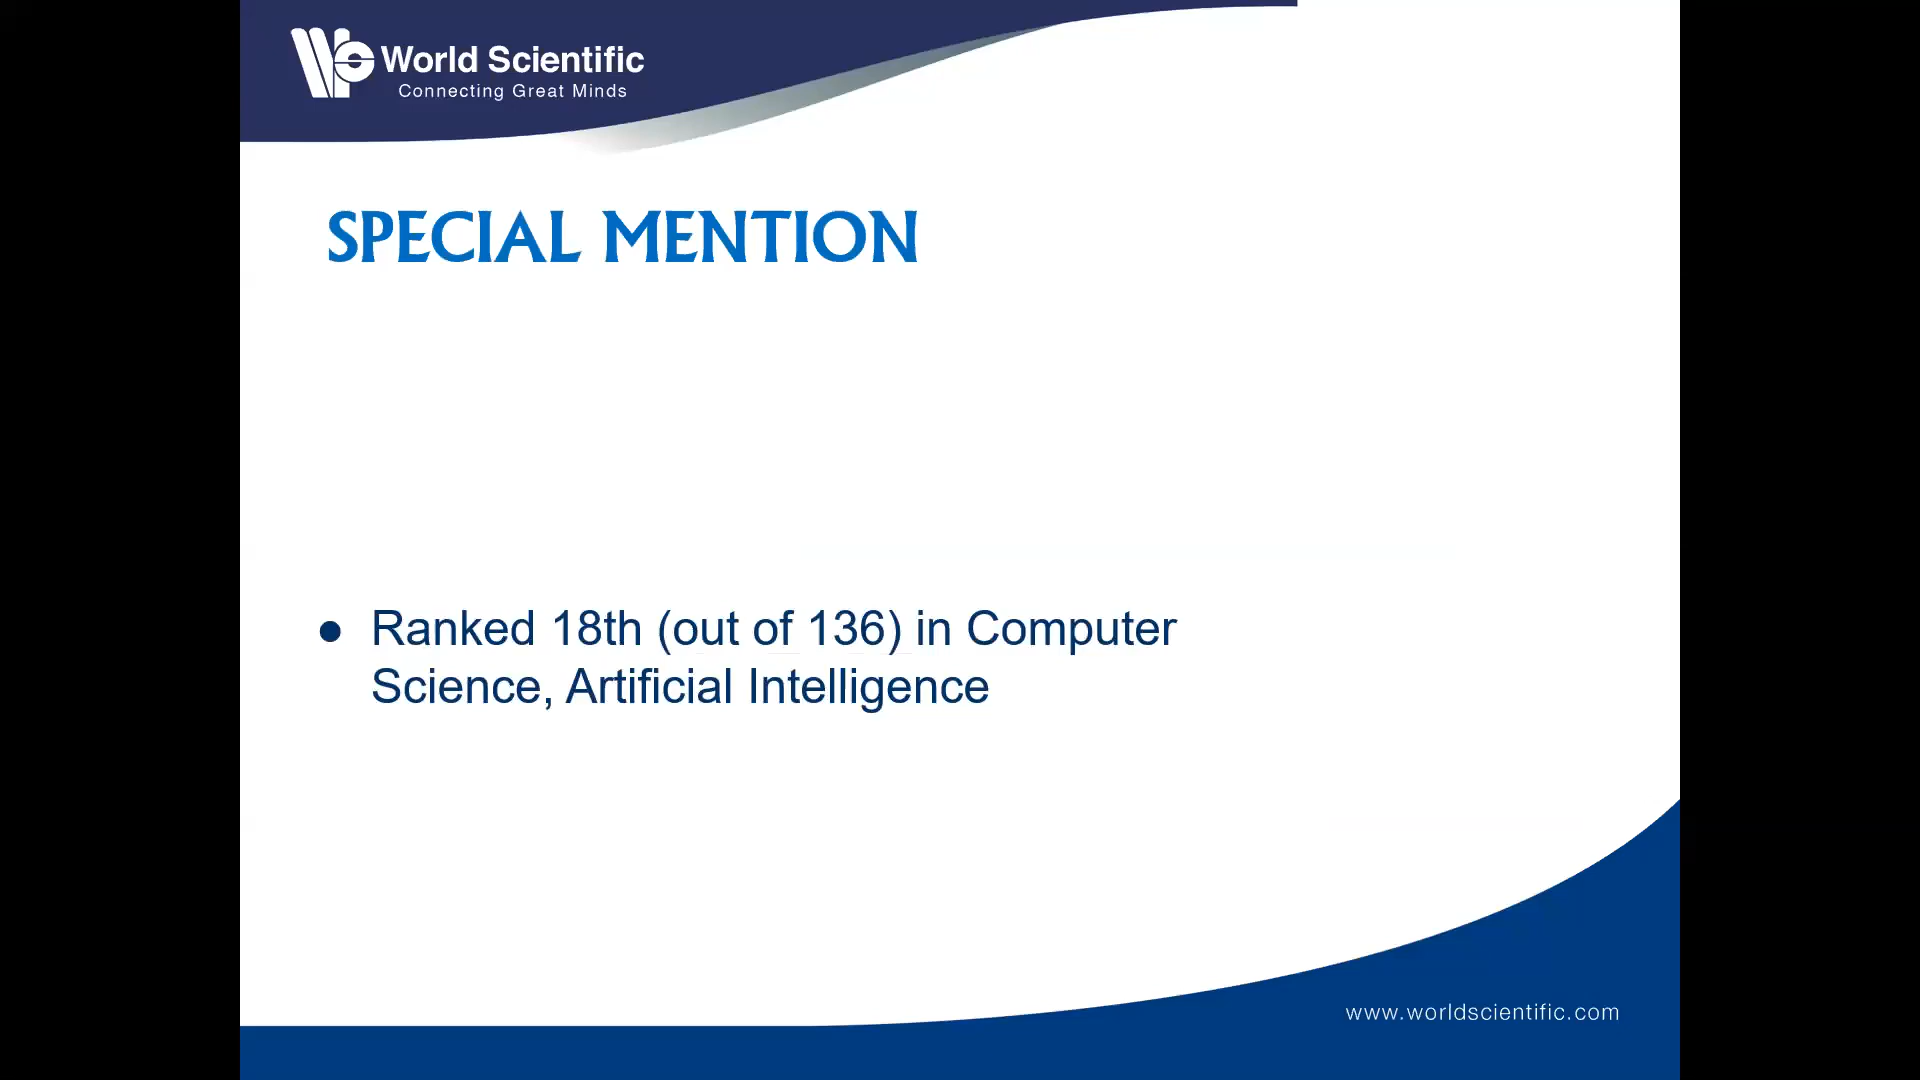 World Scientific
Connecting Great Minds
SPECIAL MENTION
● Ranked 18th (out of 136) in Computer
Science, Artificial Intelligence
www.worldscientific.com